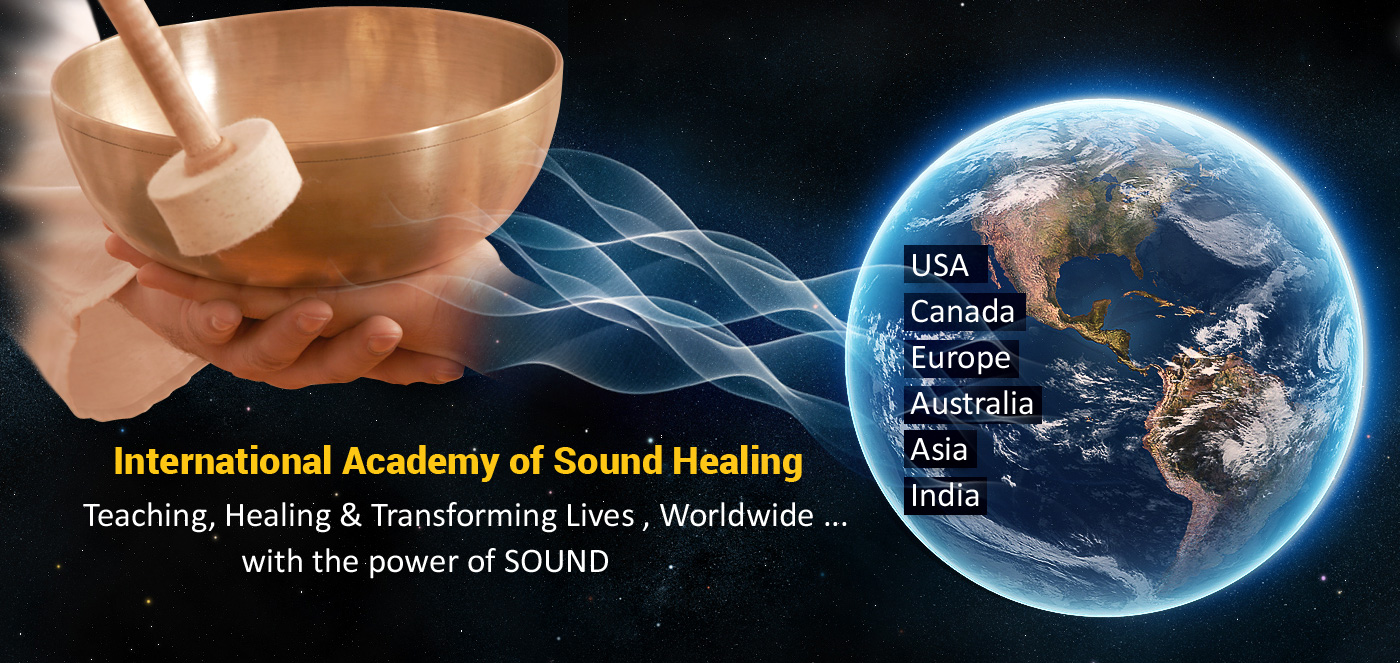 USA
Canada
Europe
Australia
Asia
India
International Academy of Sound Healing
Teaching, Healing & Transforming Lives , Worldwide ...
with the power of SOUND